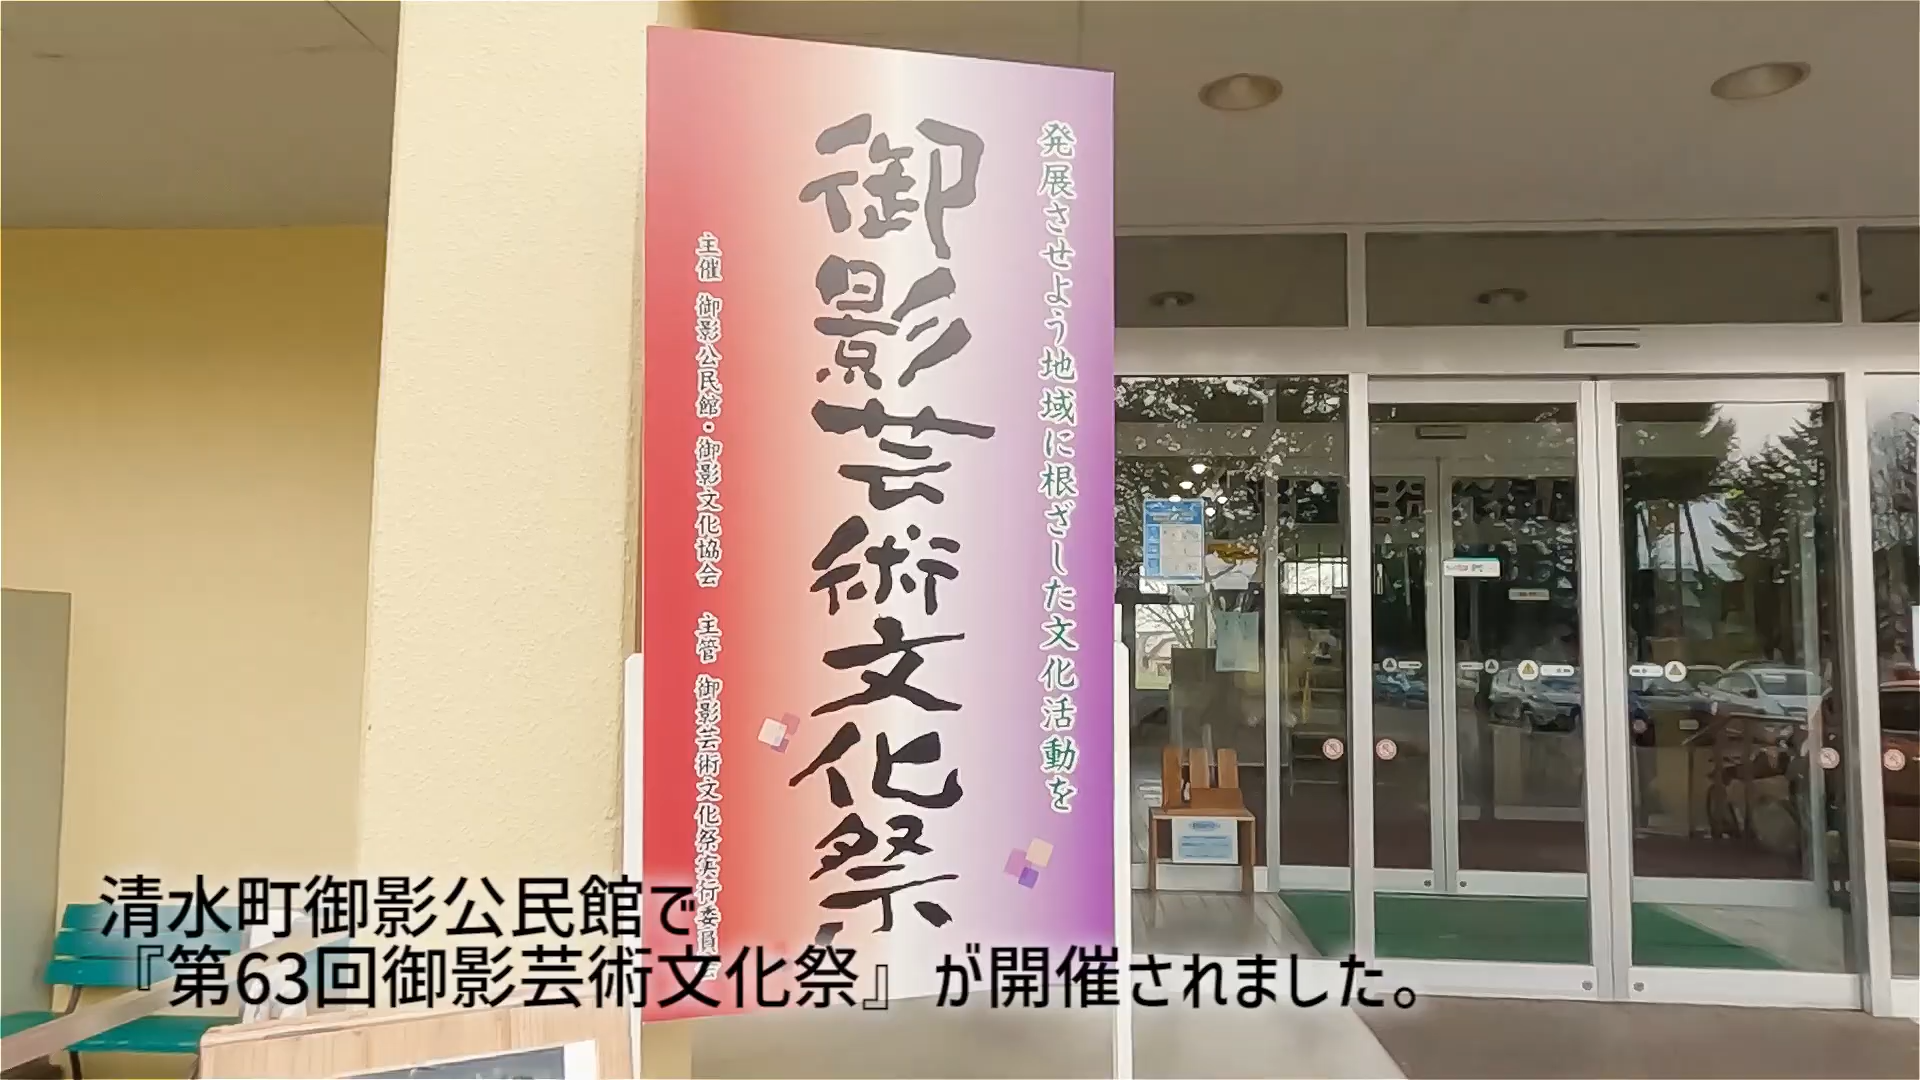 発展させよう地域に根ざした文化活動を
御影芸術文化祭
主催 御影公民館・御影文化協会 主管 御影芸術文化祭実行委員会
清水町御影公民館で
『第63回御影芸術文化祭』が開催されました。